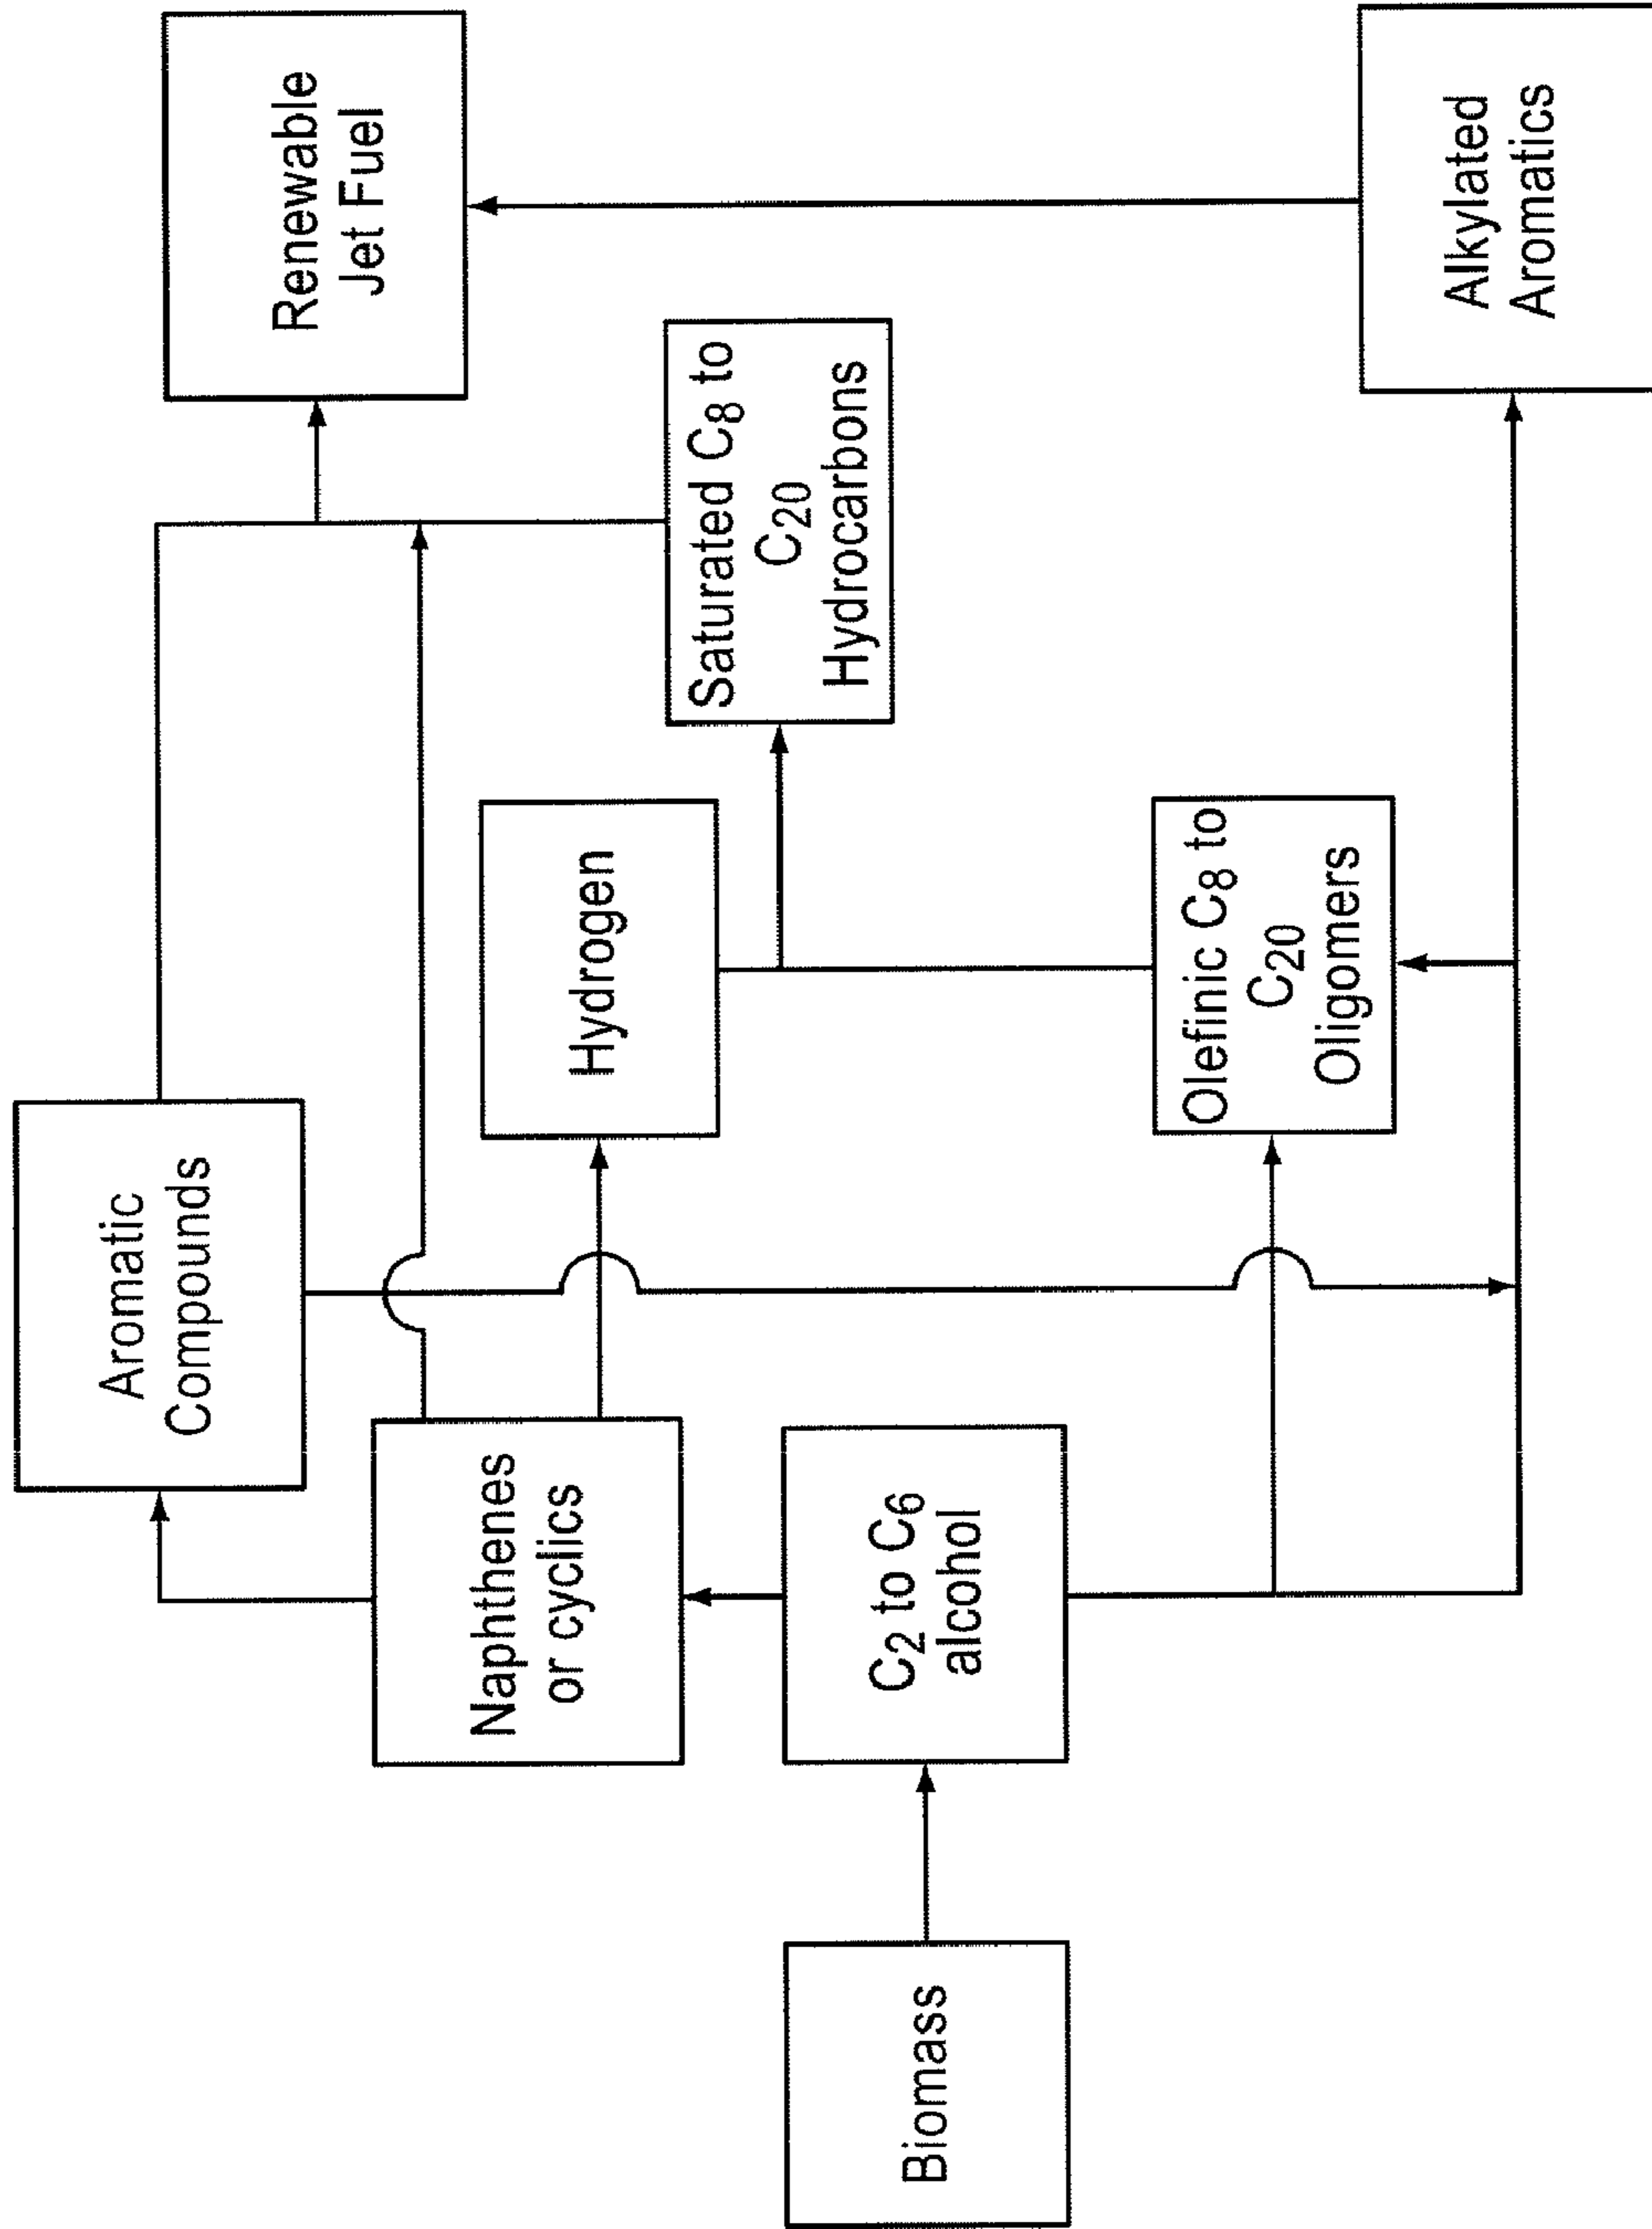 Biomass
C₂ to C₆
alcohol
Naphthenes
or cyclics
Aromatic
Compounds
Hydrogen
Olefinic C₈ to
C₂₀
Oligomers
Saturated C₈ to
C₂₀
Hydrocarbons
Renewable
Jet Fuel
Alkylated
Aromatics